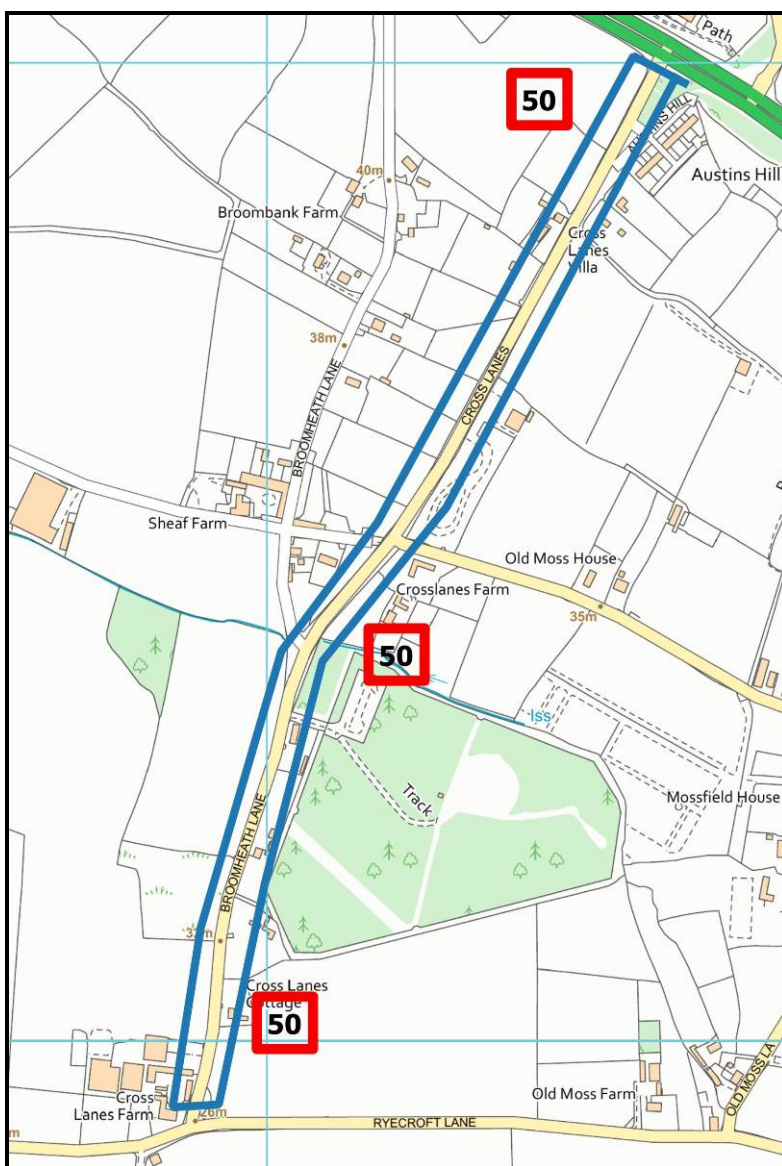 Path
50
AUSTINS HILL
40m
Austins Hill
Broombank Farm
Cross
Lanes
Villa
38m
CROSS LANES
BROOMHEATH LANE
Sheaf Farm
Old Moss House
Crosslanes Farm
35m
50
Iss
Track
Mossfield House
BROOMHEATH LANE
Cross Lanes
Cottage
50
Cross
Lanes Farm
Old Moss Farm
OLD MOSS LA
26m
RYECROFT LANE
m